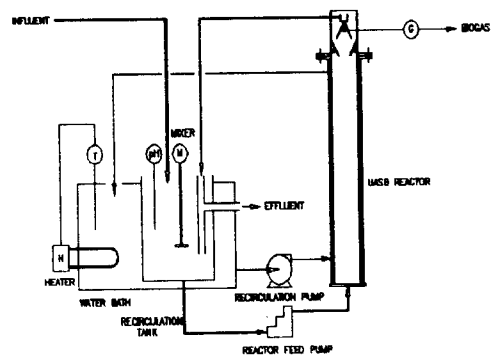 INFLUENT
G
BIOGAS
MIXER
T
pH
M
UASB REACTOR
EFFLUENT
H
HEATER
WATER BATH
RECIRCULATION PUMP
RECIRCULATION
TANK
REACTOR FEED PUMP